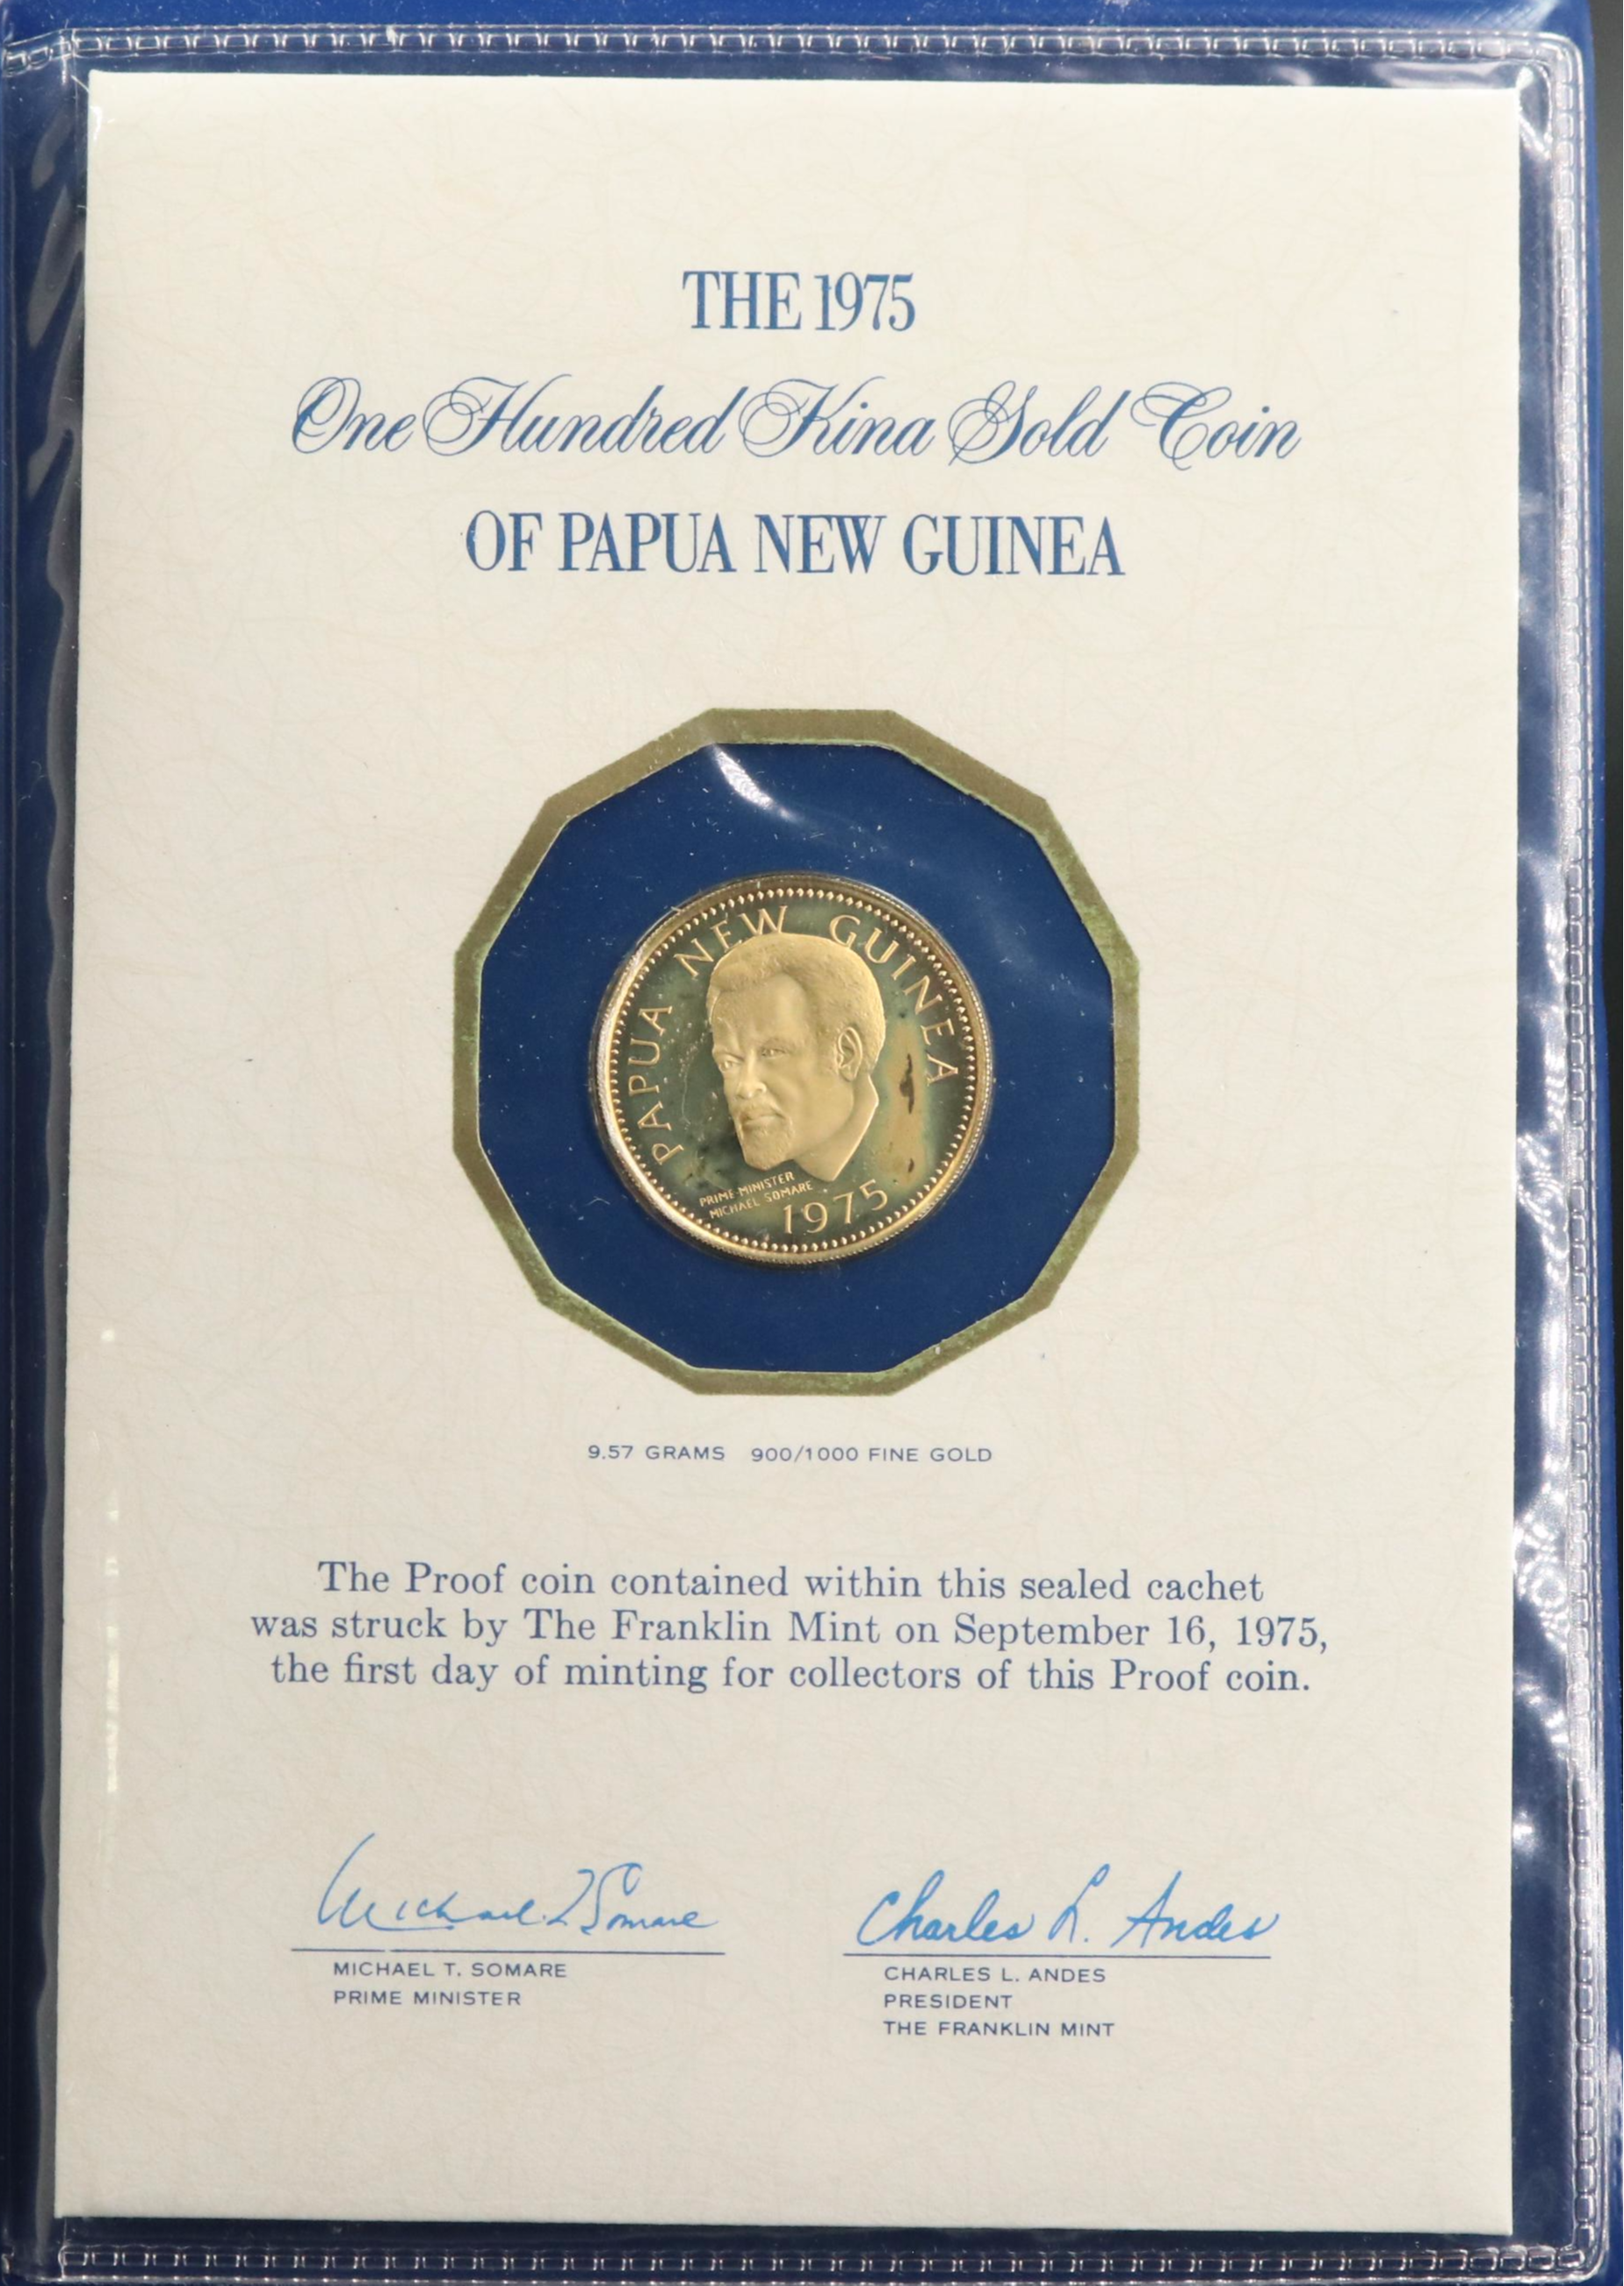 THE 1975
One Hundred Kina Gold Coin
OF PAPUA NEW GUINEA
PAPUA NEW GUINEA
PRIME MINISTER
MICHAEL SOMARE
1975
9.57 GRAMS 900/1000 FINE GOLD
The Proof coin contained within this sealed cachet
was struck by The Franklin Mint on September 16, 1975,
the first day of minting for collectors of this Proof coin.
Michael T Somare
MICHAEL T. SOMARE
PRIME MINISTER
Charles L. Andes
CHARLES L. ANDES
PRESIDENT
THE FRANKLIN MINT